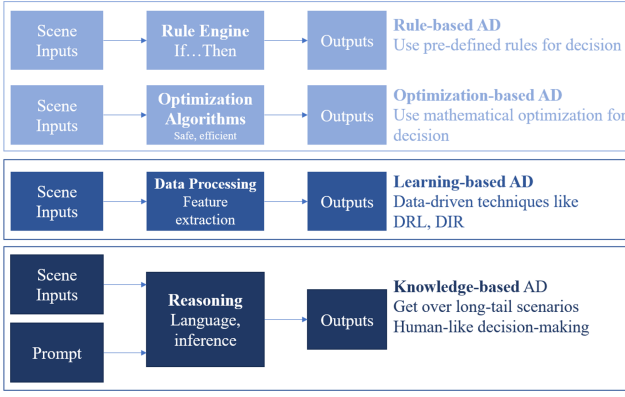 Scene
Inputs
Rule Engine
If…Then
Outputs
Rule-based AD
Use pre-defined rules for decision
Scene
Inputs
Optimization
Algorithms
Safe, efficient
Outputs
Optimization-based AD
Use mathematical optimization for
decision
Scene
Inputs
Data Processing
Feature
extraction
Outputs
Learning-based AD
Data-driven techniques like
DRL, DIR
Scene
Inputs
Prompt
Reasoning
Language,
inference
Outputs
Knowledge-based AD
Get over long-tail scenarios
Human-like decision-making